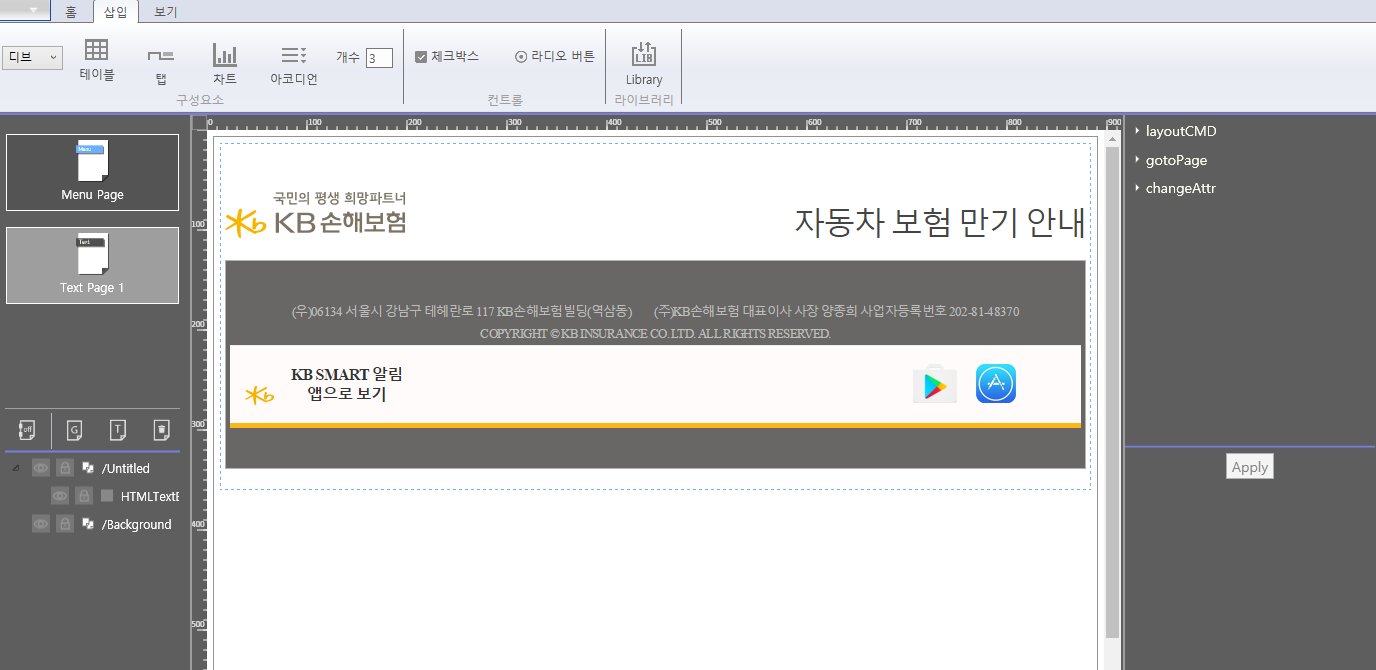 홈 삽입 보기
디브
테이블
탭
차트
아코디언
개수 3
체크박스
라디오 버튼
LIB
Library
구성요소
컨트롤
라이브러리
0 100 200 300 400 500 600 700 800 900
Menu
Menu Page
Text
Text Page 1
off
G
T
/Untitled
HTMLTextE
/Background
100
200
300
400
500
국민의 평생 희망파트너
KB손해보험
자동차 보험 만기 안내
(우)06134 서울시 강남구 테헤란로 117 KB손해보험빌딩(역삼동) (주)KB손해보험 대표이사 사장 양종희 사업자등록번호 202-81-48370
COPYRIGHT © KB INSURANCE CO. LTD. ALL RIGHTS RESERVED.
KB SMART 알림
앱으로 보기
layoutCMD
gotoPage
changeAttr
Apply